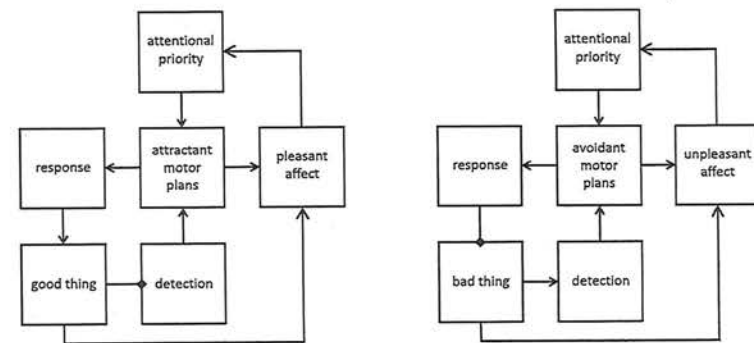 attentional
priority
response
attractant
motor
plans
pleasant
affect
good thing
detection
attentional
priority
response
avoidant
motor
plans
unpleasant
affect
bad thing
detection